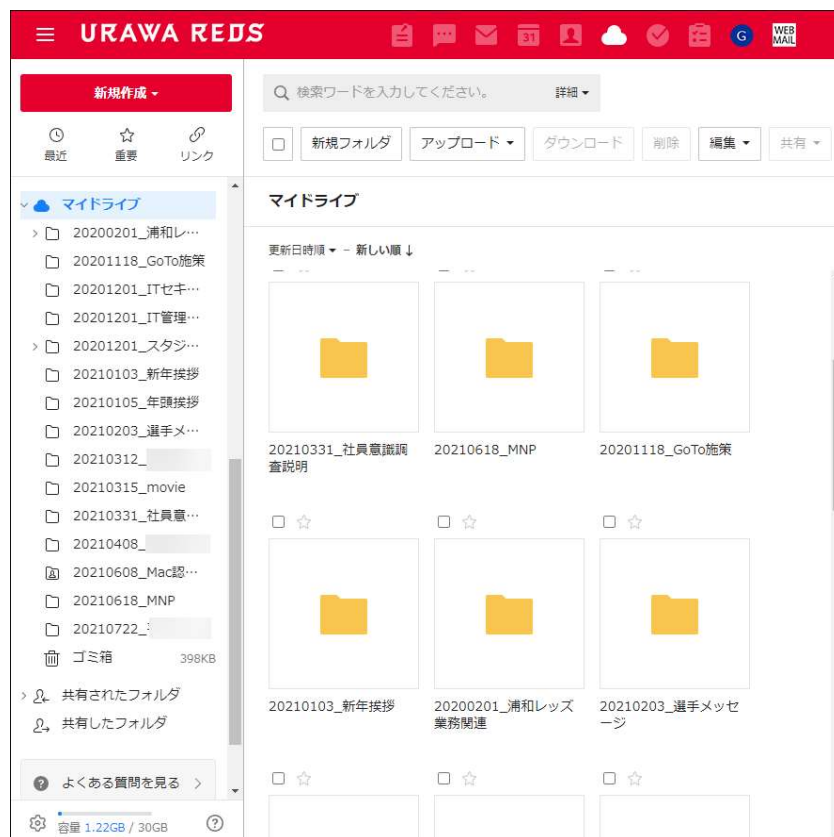 URAWA REDS
31
G
WEB
MAIL
新規作成
最近
重要
リンク
マイドライブ
20200201_浦和レ…
20201118_GoTo施策
20201201_ITセキ…
20201201_IT管理…
20201201_スタジ…
20210103_新年挨拶
20210105_年頭挨拶
20210203_選手メ…
20210312_
20210315_movie
20210331_社員意…
20210408_
20210608_Mac認…
20210618_MNP
20210722_
ゴミ箱 398KB
共有されたフォルダ
共有したフォルダ
よくある質問を見る
容量 1.22GB / 30GB
検索ワードを入力してください。 詳細
新規フォルダ アップロード ダウンロード 削除 編集 共有
マイドライブ
更新日時順 - 新しい順↓
20210331_社員意識調
査説明
20210618_MNP
20201118_GoTo施策
20210103_新年挨拶
20200201_浦和レッズ
業務関連
20210203_選手メッセ
ージ